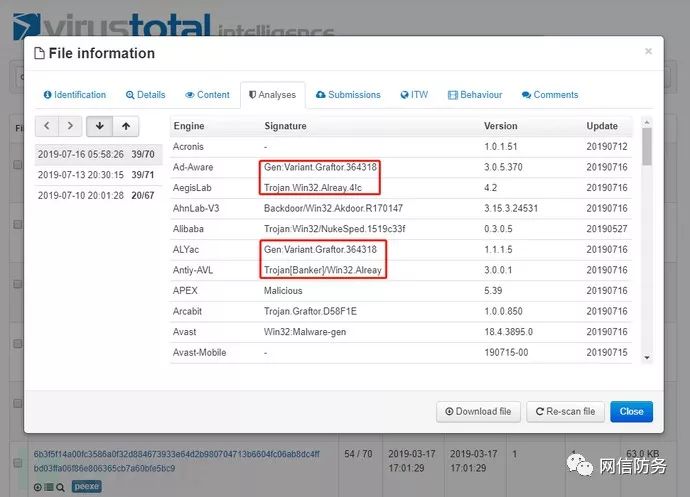 virustotal intelligence
File information
×
Identification Details Content Analyses Submissions ITW Behaviour Comments
2019-07-16 05:58:26 39/70
2019-07-13 20:30:15 39/71
2019-07-10 20:01:28 20/67
Engine Signature Version Update
Acronis - 1.0.1.51 20190712
Ad-Aware Gen:Variant.Graftor.364318 3.0.5.370 20190716
AegisLab Trojan.Win32.Alreay.4!c 4.2 20190716
AhnLab-V3 Backdoor/Win32.Akdoor.R170147 3.15.3.24531 20190716
Alibaba Trojan:Win32/NukeSped.1519c33f 0.3.0.5 20190527
ALYac Gen:Variant.Graftor.364318 1.1.1.5 20190716
Antiy-AVL Trojan[Banker]/Win32.Alreay 3.0.0.1 20190716
APEX Malicious 5.39 20190716
Arcabit Trojan.Graftor.D58F1E 1.0.0.850 20190716
Avast Win32:Malware-gen 18.4.3895.0 20190716
Avast-Mobile - 190715-00 20190715
Download file Re-scan file Close
6b3f5f14a00fc3586a0f32d884673933e64d2b980704713b6604fc06ab8dc4ff 54 / 70 2019-03-17 2019-03-17 1 1 63.0 KB
bd03ffa06f86e806365cb7a60bfe5bc9 17:01:29 17:01:29
peexe
网信防务